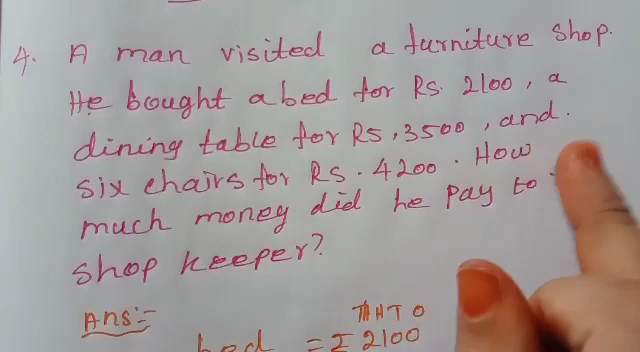 4. A man visited a furniture shop.
He bought a bed for Rs. 2100, a
dining table for Rs. 3500, and.
six chairs for Rs. 4200. How
much money did he pay to
shop keeper?
Ans:-
TH H T O
bed = ₹ 2100